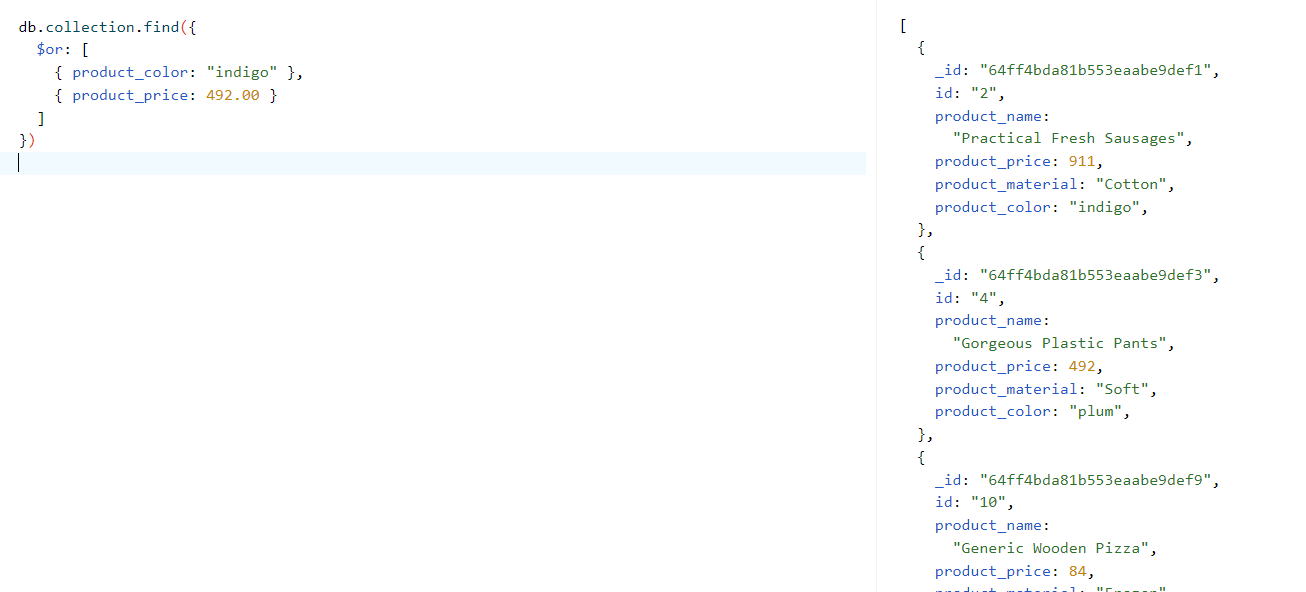 db.collection.find({
$or: [
{ product_color: "indigo" },
{ product_price: 492.00 }
]
})
[
{
_id: "64ff4bda81b553eaabe9def1",
id: "2",
product_name:
"Practical Fresh Sausages",
product_price: 911,
product_material: "Cotton",
product_color: "indigo",
},
{
_id: "64ff4bda81b553eaabe9def3",
id: "4",
product_name:
"Gorgeous Plastic Pants",
product_price: 492,
product_material: "Soft",
product_color: "plum",
},
{
_id: "64ff4bda81b553eaabe9def9",
id: "10",
product_name:
"Generic Wooden Pizza",
product_price: 84,
product_material: "Frozen"